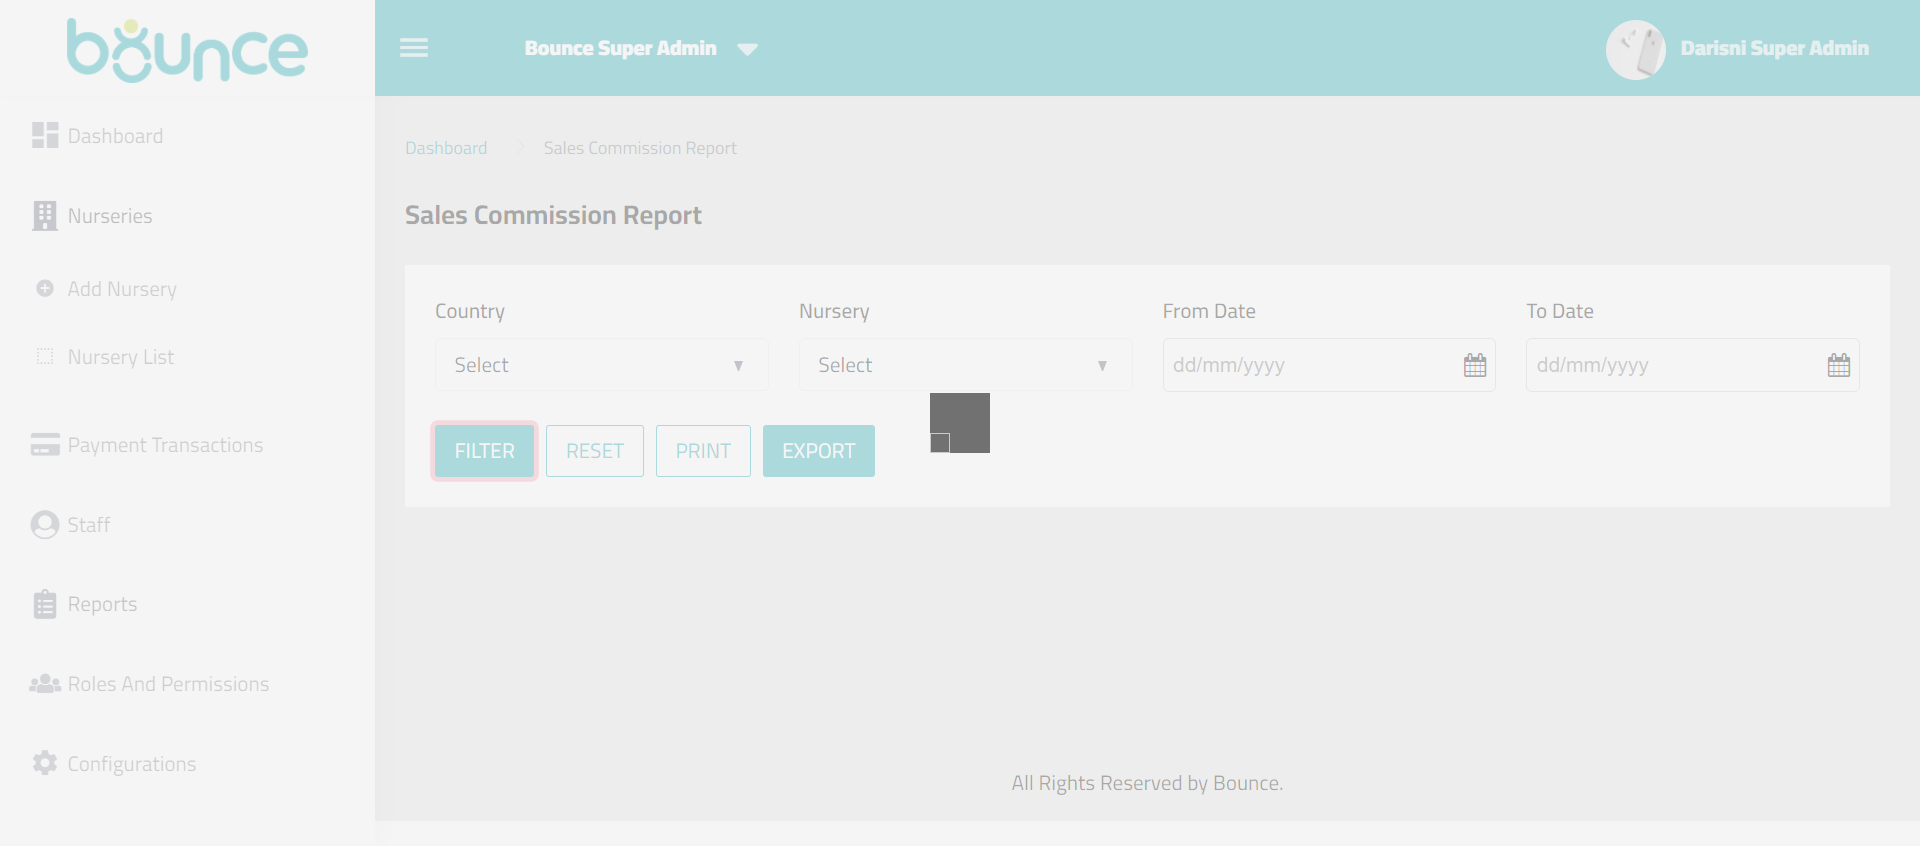 bounce
Bounce Super Admin
Darisni Super Admin
Dashboard
Nurseries
Add Nursery
Nursery List
Payment Transactions
Staff
Reports
Roles And Permissions
Configurations
Dashboard
Sales Commission Report
Sales Commission Report
Country
Nursery
From Date
To Date
Select
Select
dd/mm/yyyy
dd/mm/yyyy
FILTER
RESET
PRINT
EXPORT
All Rights Reserved by Bounce.